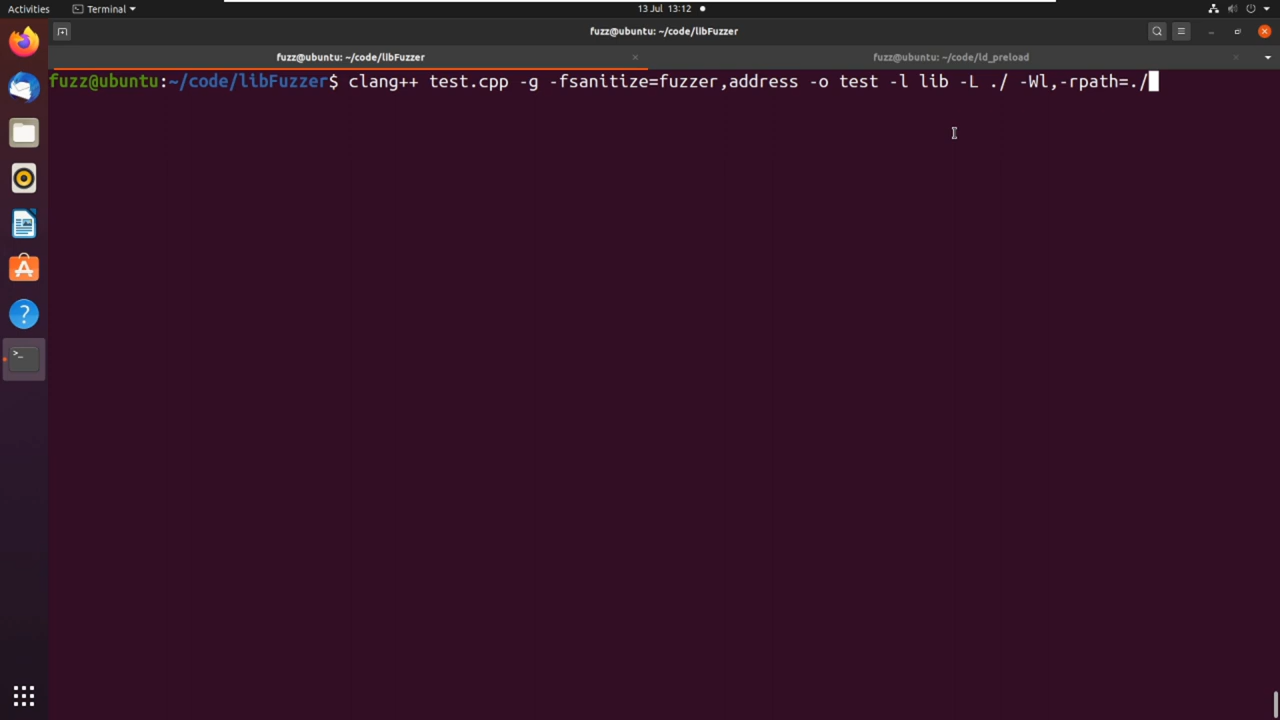 Activities
Terminal
13 Jul 13:12
fuzz@ubuntu: ~/code/libFuzzer
fuzz@ubuntu: ~/code/libFuzzer
fuzz@ubuntu: ~/code/ld_preload
fuzz@ubuntu:~/code/libFuzzer$ clang++ test.cpp -g -fsanitize=fuzzer,address -o test -l lib -L ./ -Wl,-rpath=./